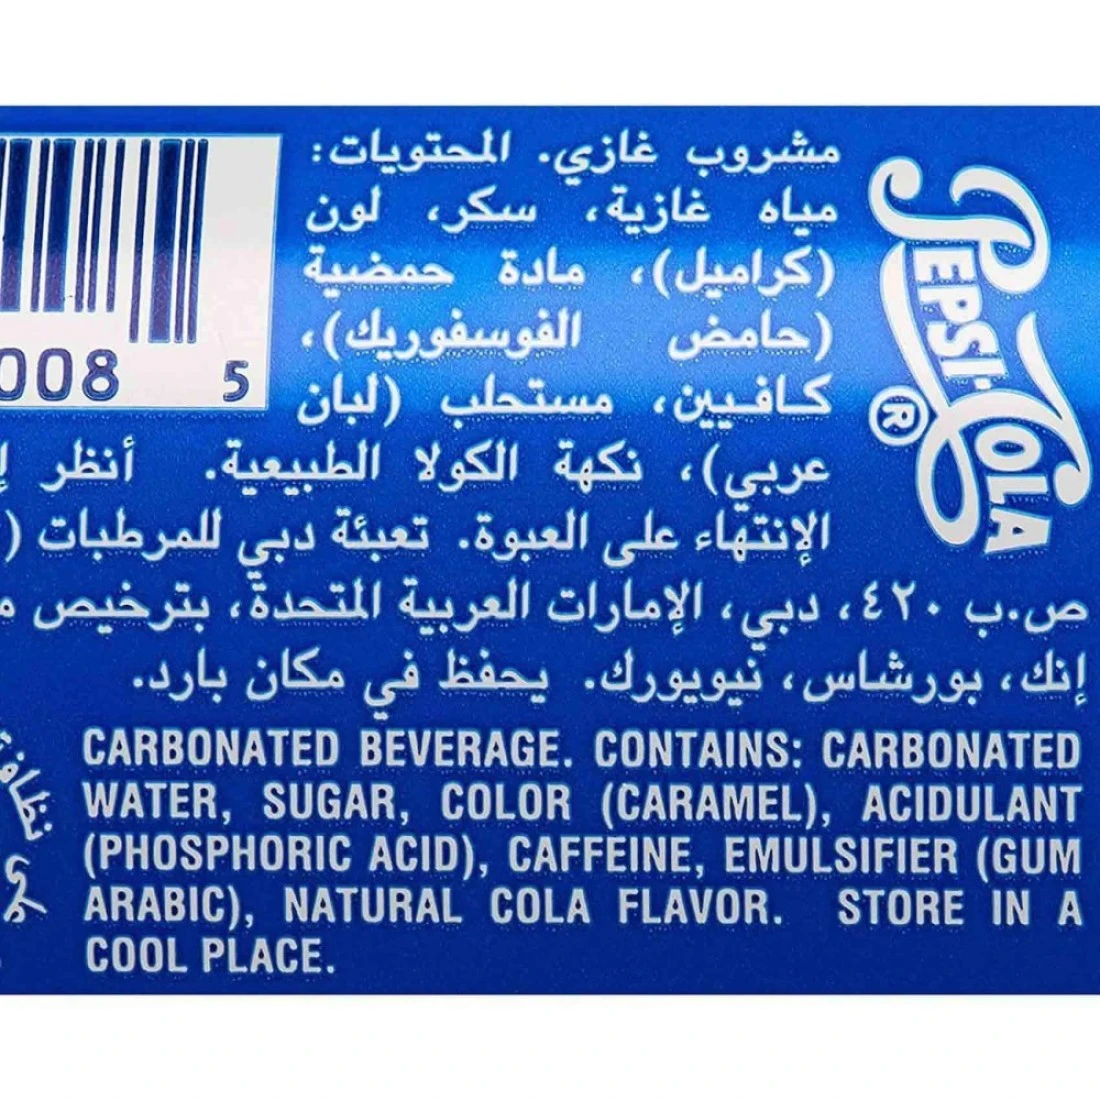 مشروب غازي. المحتويات:
مياه غازية، سكر، لون
(كراميل)، مادة حمضية
(حامض الفوسفوريك)،
كافيين، مستحلب (لبان
عربي)، نكهة الكولا الطبيعية. أنظر
الإنتهاء على العبوة. تعبئة دبي للمرطبات (
ص.ب ٤٢٠، دبي، الإمارات العربية المتحدة، بترخيص
إنك، بورشاس، نيويورك. يحفظ في مكان بارد.
PEPSI·COLA
®
008 5
CARBONATED BEVERAGE. CONTAINS: CARBONATED
WATER, SUGAR, COLOR (CARAMEL), ACIDULANT
(PHOSPHORIC ACID), CAFFEINE, EMULSIFIER (GUM
ARABIC), NATURAL COLA FLAVOR. STORE IN A
COOL PLACE.